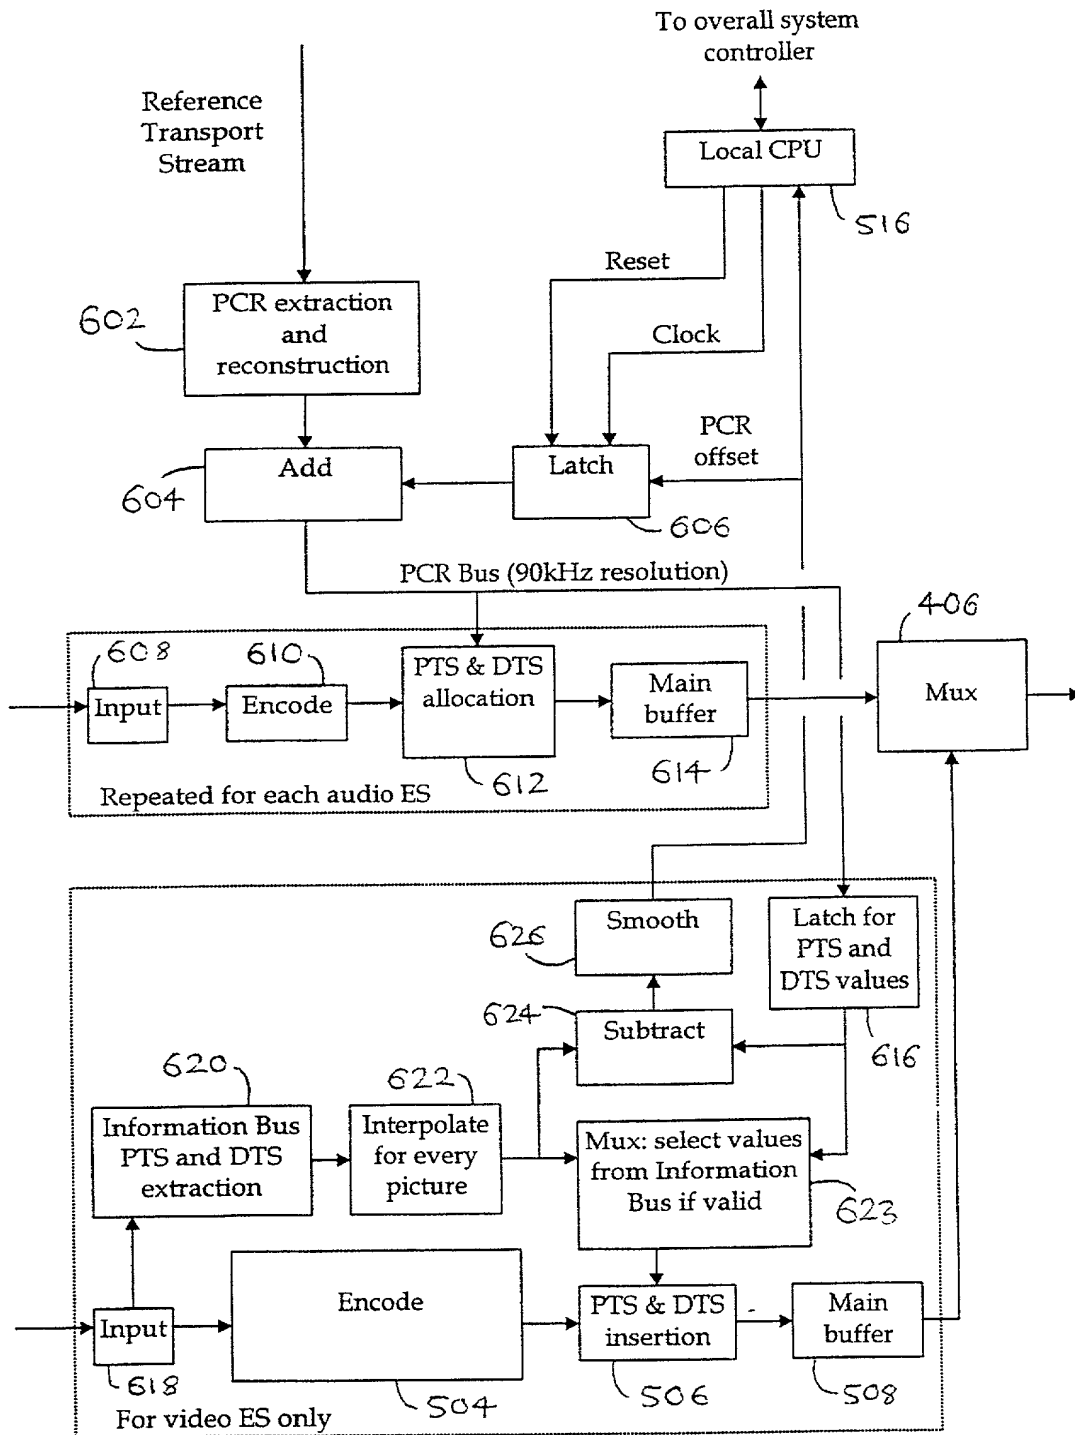 To overall system
controller
Reference
Transport
Stream
Local CPU
516
Reset
602
PCR extraction
and
reconstruction
Clock
PCR
offset
Add
Latch
604
606
PCR Bus (90kHz resolution)
406
608
610
PTS & DTS
allocation
Main
buffer
Mux
Input
Encode
612
614
Repeated for each audio ES
626
Smooth
Latch for
PTS and
DTS values
624
Subtract
616
620
622
Information Bus
PTS and DTS
extraction
Interpolate
for every
picture
Mux: select values
from Information
Bus if valid
623
Input
Encode
PTS & DTS
insertion
Main
buffer
618
504
506
508
For video ES only